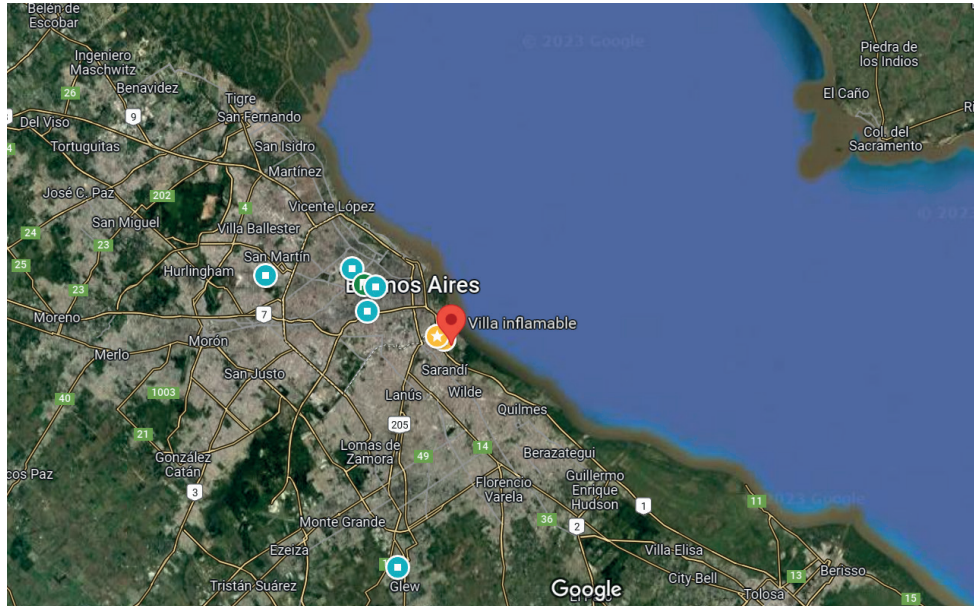 Belén de
Escobar
© 2023 Google
Piedra de
los Indios
Ingeniero
Maschwitz
Benavidez
26
Tigre
El Caño
9
San Fernando
Del Viso
Col. del
Sacramento
Tortuguitas
San Isidro
Martínez
José C. Paz
202
4
Vicente López
San Miguel
Villa Ballester
24
23
San Martín
25
Hurlingham
23
Buenos Aires
Moreno
7
Villa inflamable
Morón
Merlo
Sarandí
San Justo
Wilde
40
1003
Lanús
Quilmes
205
21
14
Lomas de
Zamora
49
Berazategui
González
Catán
Guillermo
Enrique
Hudson
Florencio
Varela
3
2023 Google
11
1
36
Monte Grande
2
Ezeiza
Villa Elisa
City Bell
13
Berisso
Tristán Suárez
Glew
Google
Tolosa
15